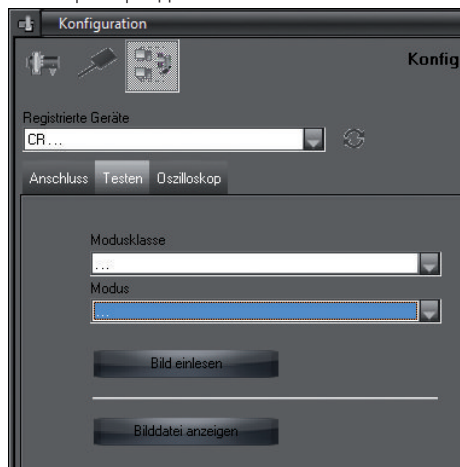 Konfiguration
Konfig
Registrierte Geräte
CR...
Anschluss Testen Oszilloskop
Modusklasse
...
Modus
...
Bild einlesen
Bilddatei anzeigen